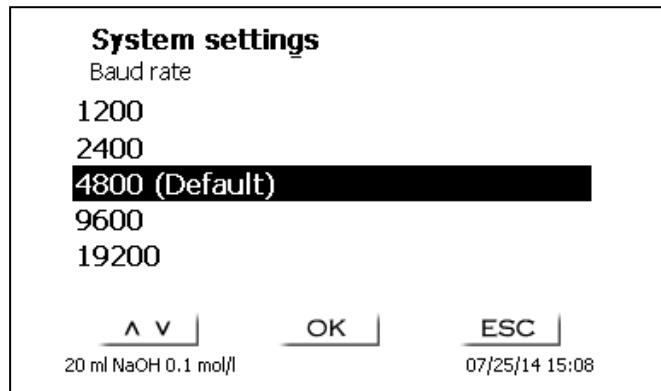 System settings
Baud rate
1200
2400
4800 (Default)
9600
19200
∧ ∨ OK ESC
20 ml NaOH 0.1 mol/l 07/25/14 15:08